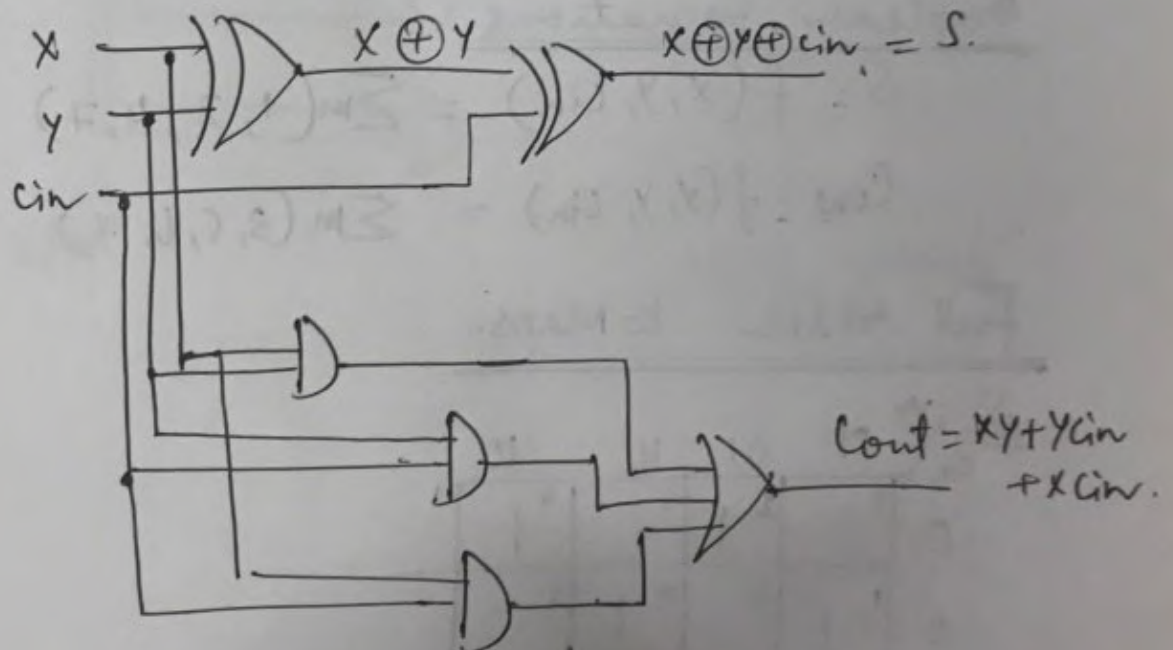 X
X ⊕ Y
X⊕Y⊕Cin = S.
Y
Cin
Cout = XY+YCin
+XCin.